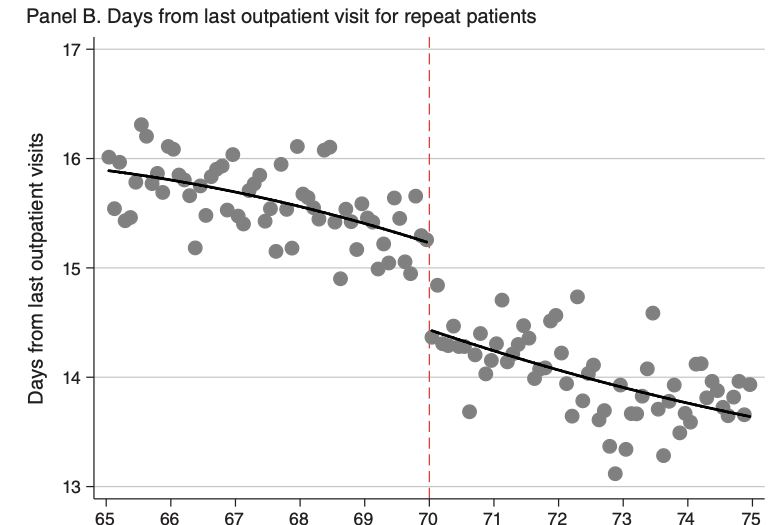 Panel B. Days from last outpatient visit for repeat patients
Days from last outpatient visits
17
16
15
14
13
65 66 67 68 69 70 71 72 73 74 75